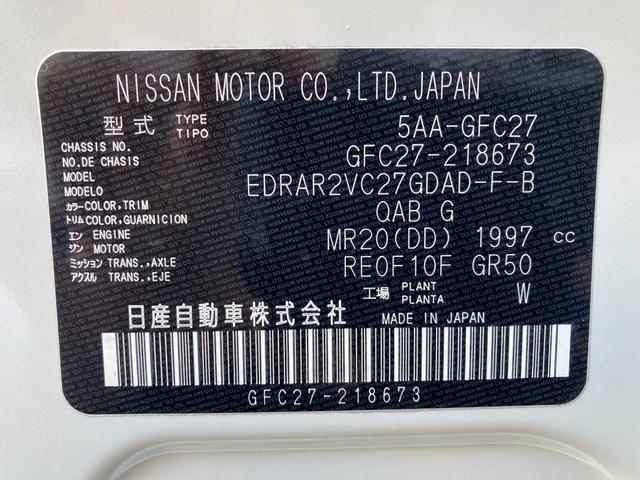 NISSAN MOTOR CO.,LTD.JAPAN
型式 TYPE TIPO 5AA-GFC27
CHASSIS NO. NO.DE CHASIS GFC27-218673
MODEL MODELO EDRAR2VC27GDAD-F-B
カラー COLOR,TRIM トリム COLOR,GUARNICION QAB G
エン ENGINE ジン MOTOR MR20(DD) 1997 cc
ミッション TRANS.,AXLE アクスル TRANS.,EJE RE0F10F GR50
工場 PLANT PLANTA W
日産自動車株式会社 MADE IN JAPAN
GFC27-218673